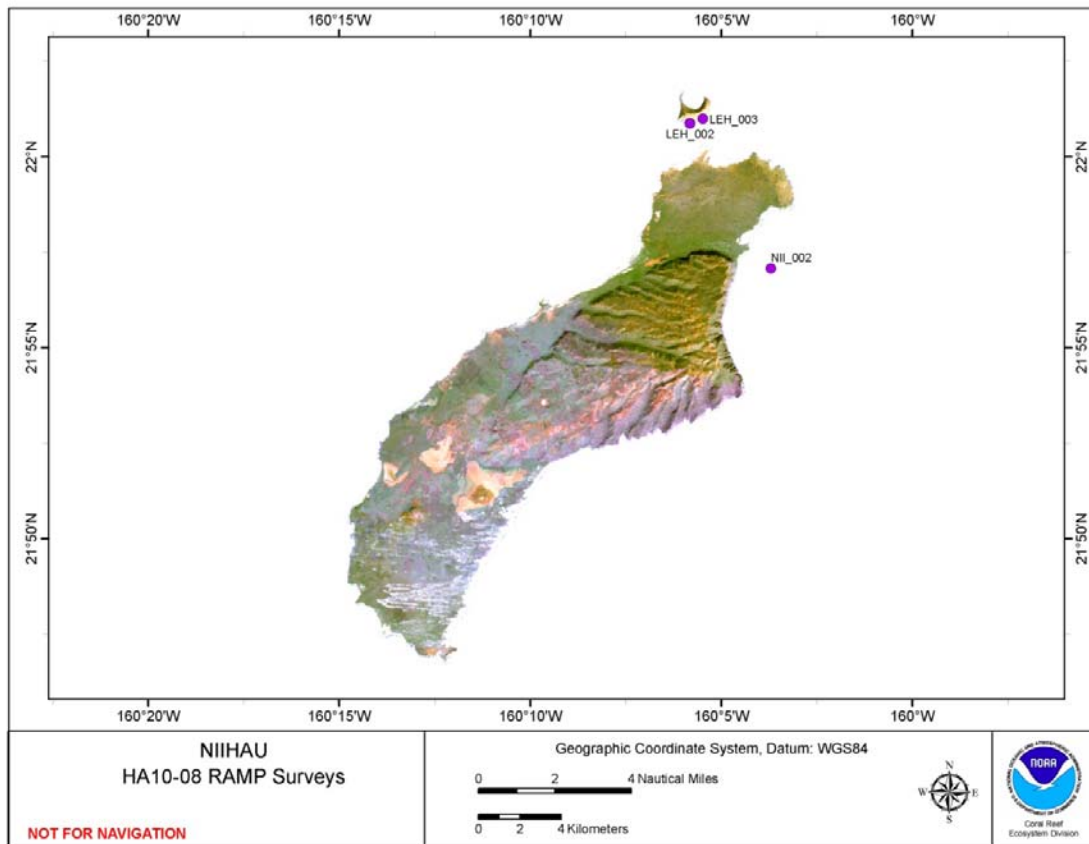 160°20'W 160°15'W 160°10'W 160°5'W 160°W
22°N 22°N
21°55'N 21°55'N
21°50'N 21°50'N
LEH_003
LEH_002
NII_002
160°20'W 160°15'W 160°10'W 160°5'W 160°W
NIIHAU
HA10-08 RAMP Surveys
NOT FOR NAVIGATION
Geographic Coordinate System, Datum: WGS84
0 2 4 Nautical Miles
0 2 4 Kilometers
N
W E
S
NOAA
Coral Reef
Ecosystem Division